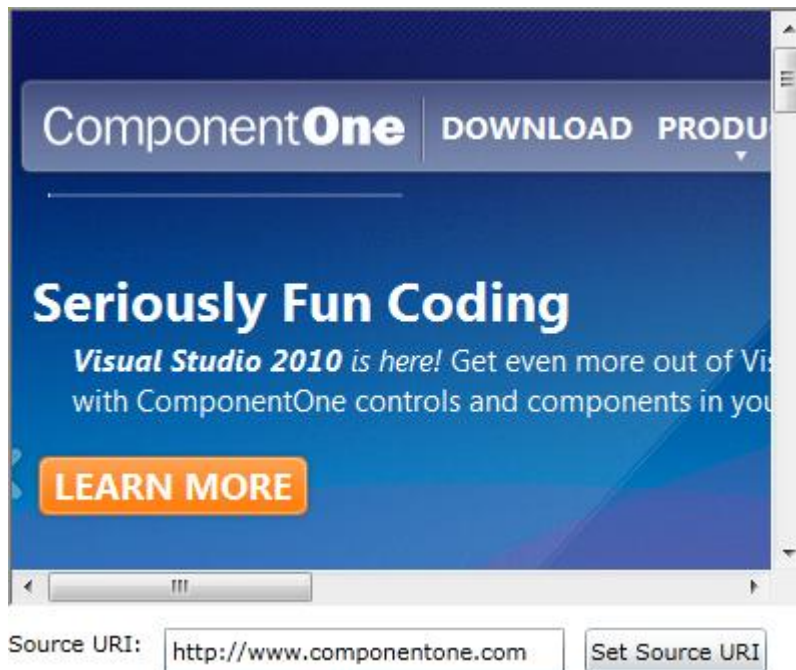 ComponentOne DOWNLOAD PRODU
Seriously Fun Coding
Visual Studio 2010 is here! Get even more out of Vi
with ComponentOne controls and components in you
LEARN MORE
Source URI: http://www.componentone.com Set Source URI